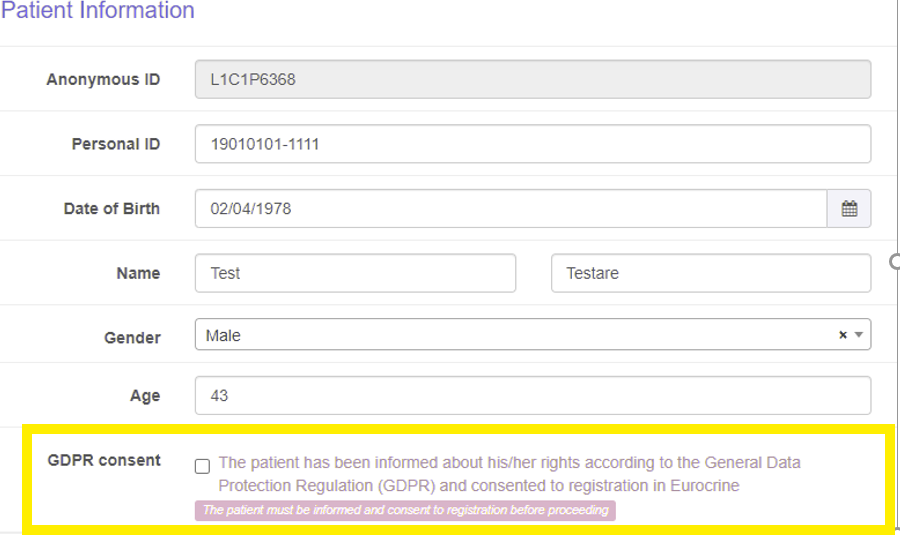 Patient Information
Anonymous ID L1C1P6368
Personal ID 19010101-1111
Date of Birth 02/04/1978
Name Test Testare
Gender Male × 
Age 43
GDPR consent The patient has been informed about his/her rights according to the General Data
Protection Regulation (GDPR) and consented to registration in Eurocrine
The patient must be informed and consent to registration before proceeding